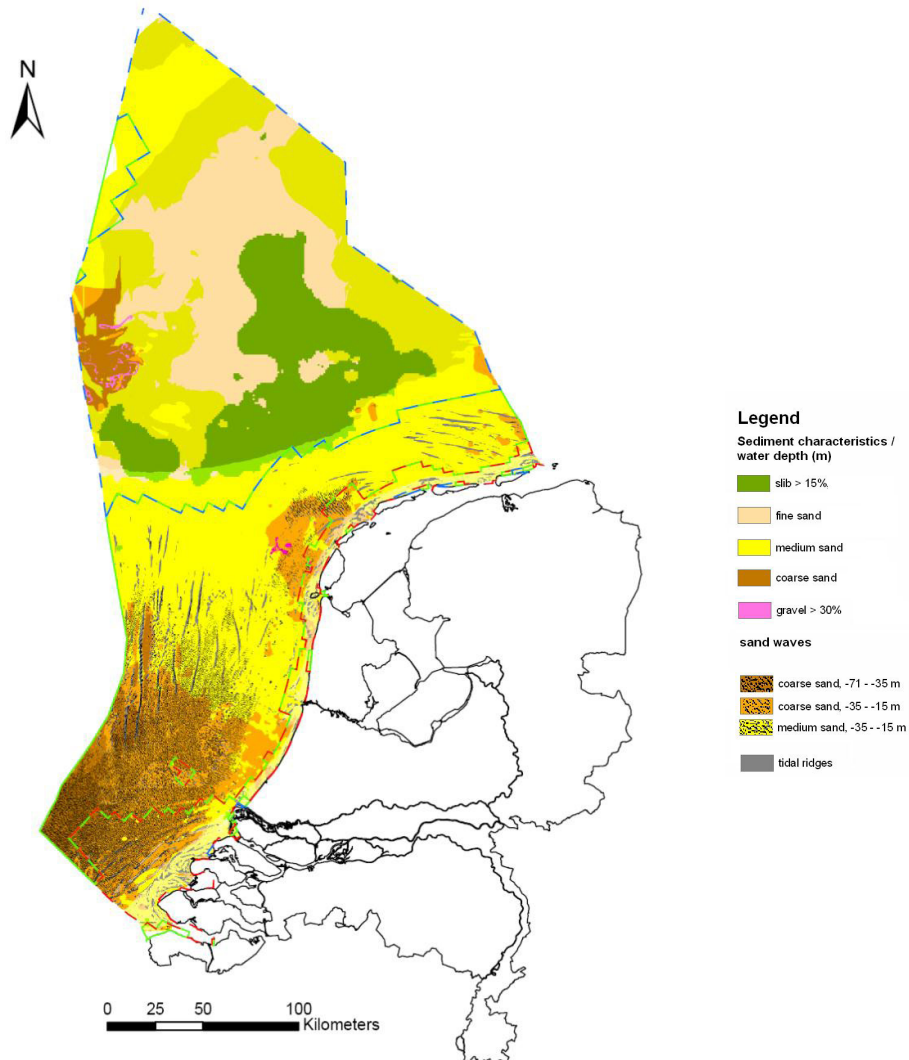 N
Legend
Sediment characteristics /
water depth (m)
slib > 15%
fine sand
medium sand
coarse sand
gravel > 30%
sand waves
coarse sand, -71 - -35 m
coarse sand, -35 - -15 m
medium sand, -35 - -15 m
tidal ridges
0 25 50 100
Kilometers